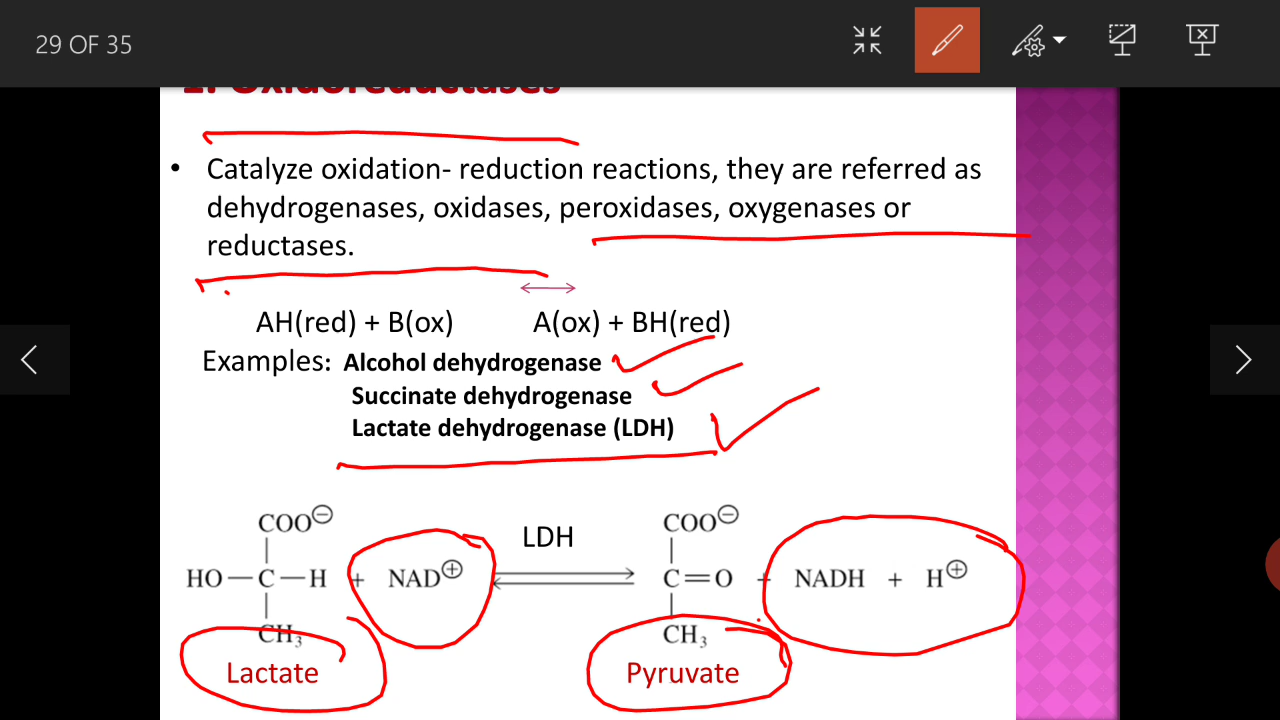 29 OF 35
1. Oxidoreductases
• Catalyze oxidation- reduction reactions, they are referred as
dehydrogenases, oxidases, peroxidases, oxygenases or
reductases.
AH(red) + B(ox) ⟷ A(ox) + BH(red)
Examples: Alcohol dehydrogenase
Succinate dehydrogenase
Lactate dehydrogenase (LDH)
COO⊖ LDH COO⊖
HO—C—H + NAD⊕ ⇌ C=O + NADH + H⊕
CH₃ CH₃
Lactate Pyruvate